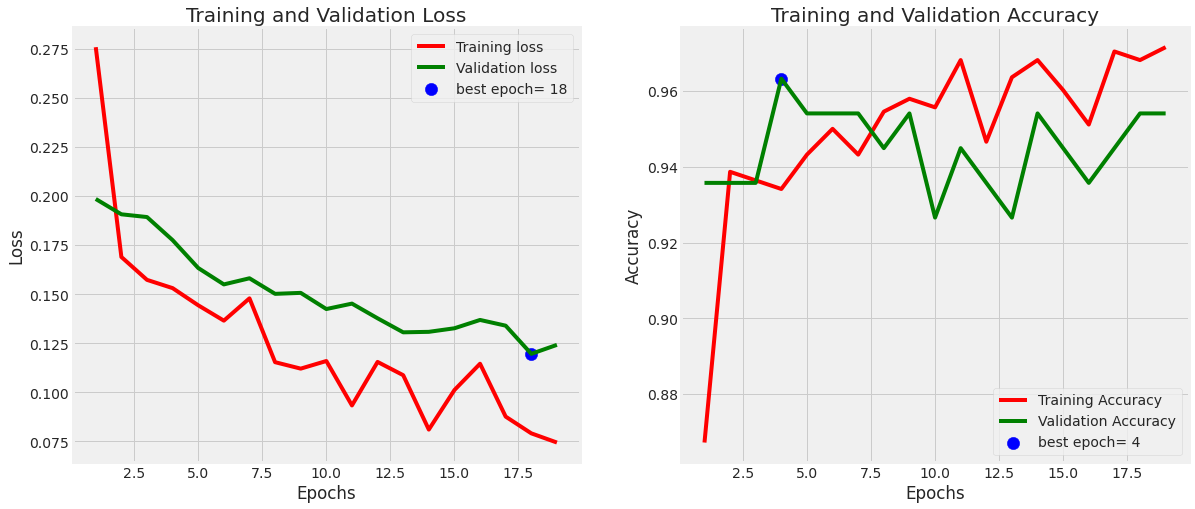 Training and Validation Loss
Training loss
Validation loss
best epoch= 18
0.275
0.250
0.225
0.200
0.175
0.150
0.125
0.100
0.075
Loss
2.5 5.0 7.5 10.0 12.5 15.0 17.5
Epochs
Training and Validation Accuracy
0.96
0.94
0.92
0.90
0.88
Accuracy
Training Accuracy
Validation Accuracy
best epoch= 4
2.5 5.0 7.5 10.0 12.5 15.0 17.5
Epochs